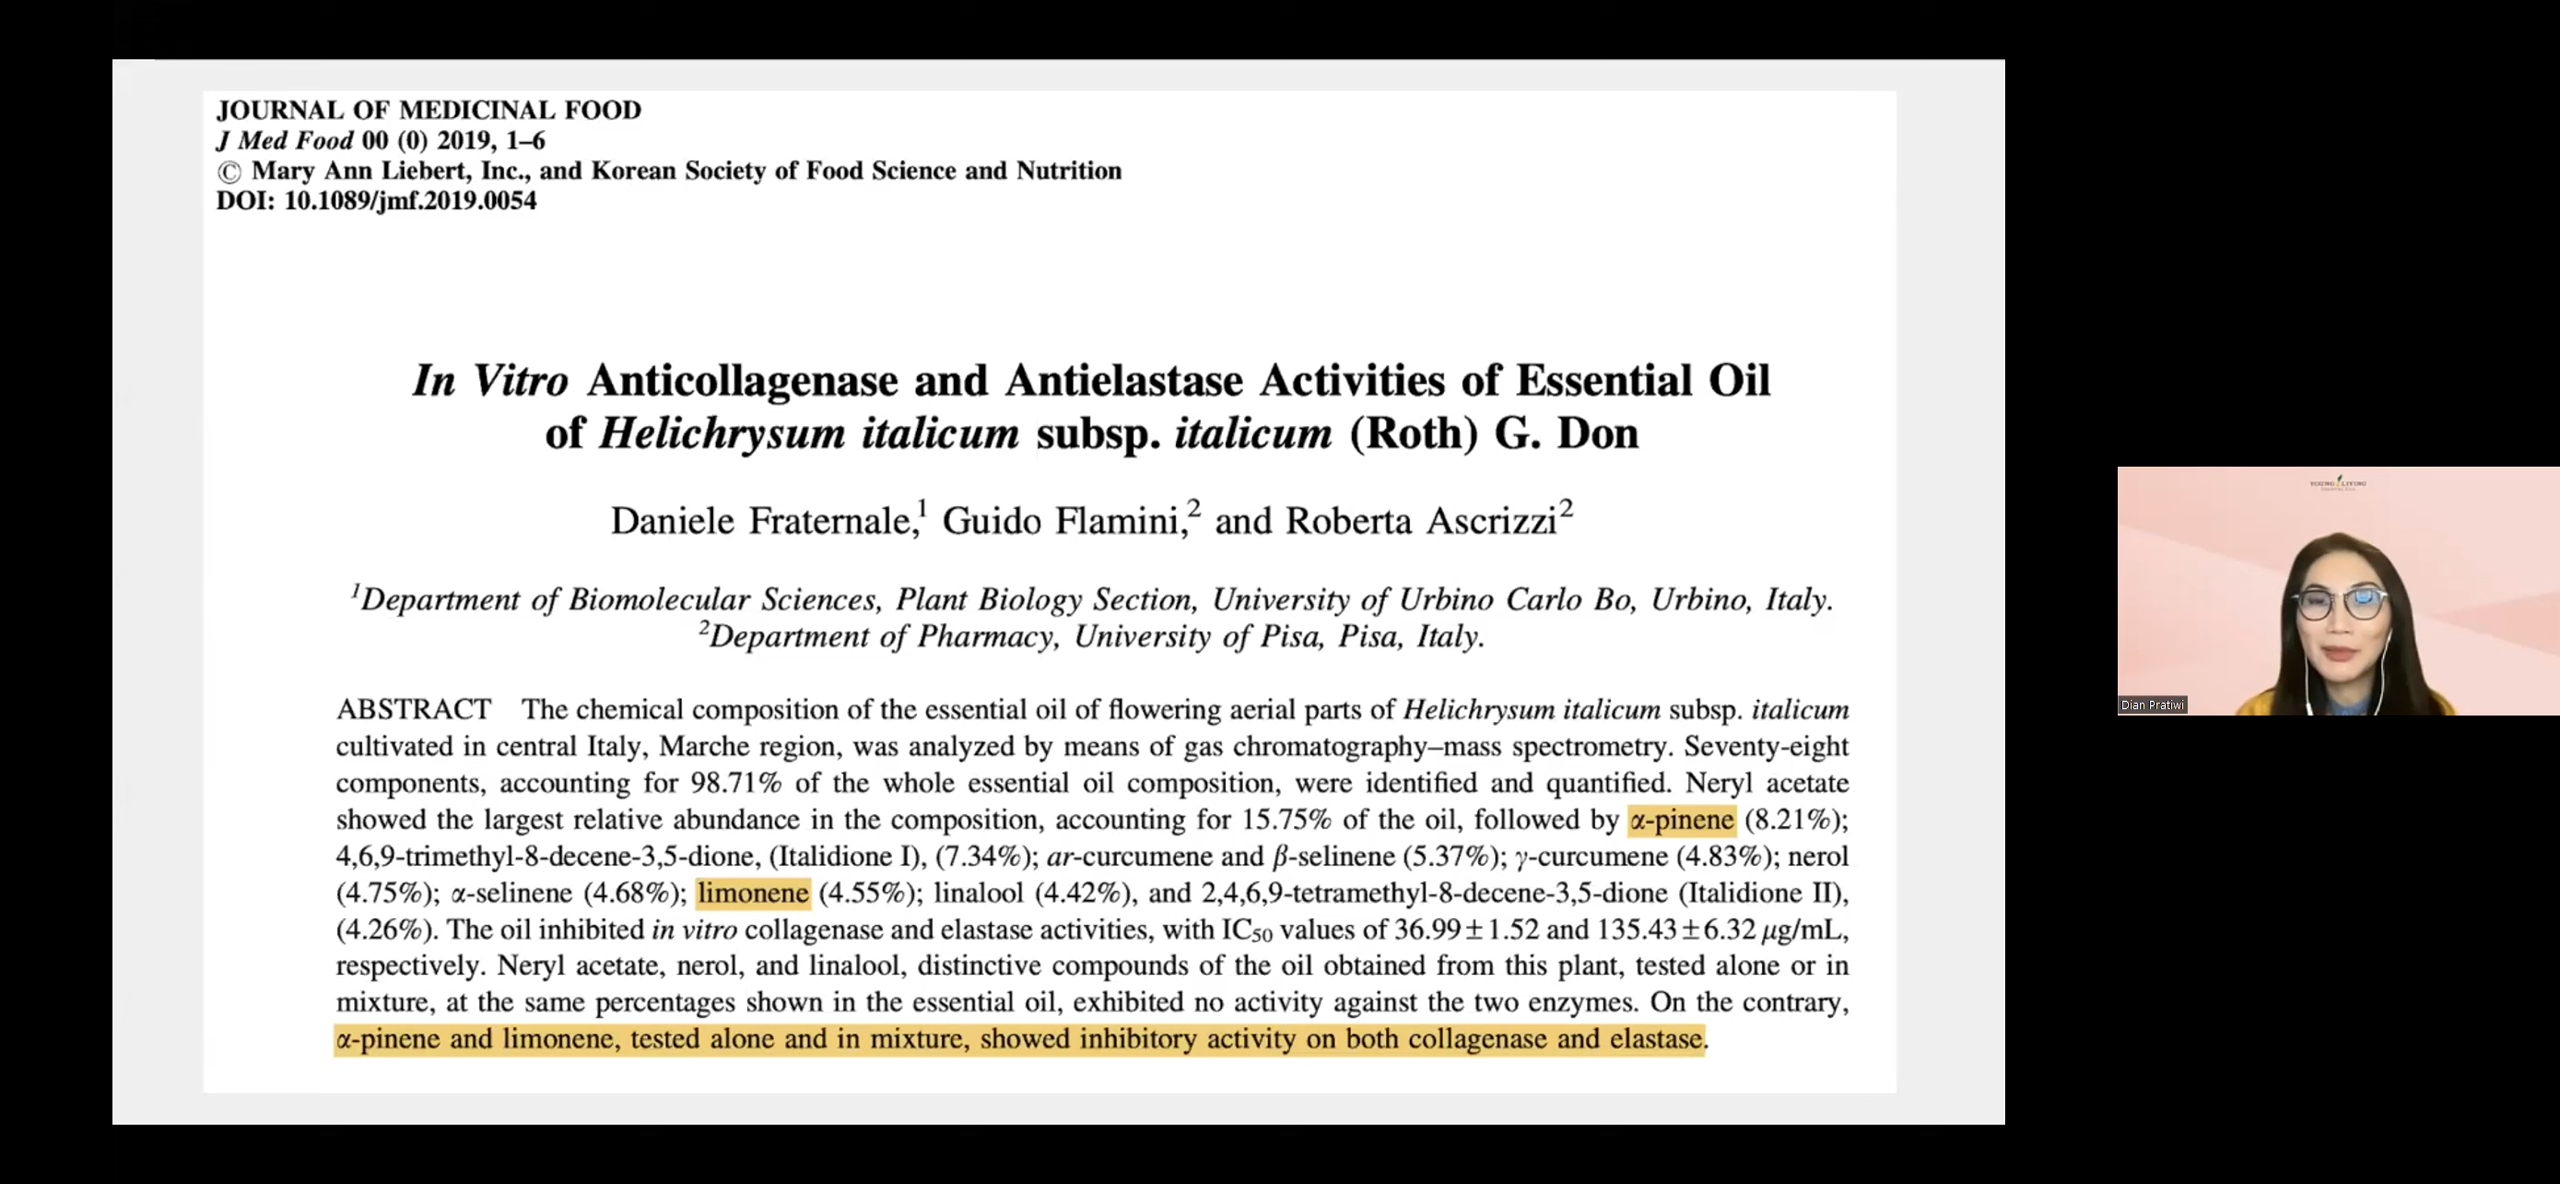 JOURNAL OF MEDICINAL FOOD
J Med Food 00 (0) 2019, 1–6
© Mary Ann Liebert, Inc., and Korean Society of Food Science and Nutrition
DOI: 10.1089/jmf.2019.0054
In Vitro Anticollagenase and Antielastase Activities of Essential Oil
of Helichrysum italicum subsp. italicum (Roth) G. Don
Daniele Fraternale,¹ Guido Flamini,² and Roberta Ascrizzi²
¹Department of Biomolecular Sciences, Plant Biology Section, University of Urbino Carlo Bo, Urbino, Italy.
²Department of Pharmacy, University of Pisa, Pisa, Italy.
ABSTRACT The chemical composition of the essential oil of flowering aerial parts of Helichrysum italicum subsp. italicum
cultivated in central Italy, Marche region, was analyzed by means of gas chromatography–mass spectrometry. Seventy-eight
components, accounting for 98.71% of the whole essential oil composition, were identified and quantified. Neryl acetate
showed the largest relative abundance in the composition, accounting for 15.75% of the oil, followed by α-pinene (8.21%);
4,6,9-trimethyl-8-decene-3,5-dione, (Italidione I), (7.34%); ar-curcumene and β-selinene (5.37%); γ-curcumene (4.83%); nerol
(4.75%); α-selinene (4.68%); limonene (4.55%); linalool (4.42%), and 2,4,6,9-tetramethyl-8-decene-3,5-dione (Italidione II),
(4.26%). The oil inhibited in vitro collagenase and elastase activities, with IC₅₀ values of 36.99±1.52 and 135.43±6.32 μg/mL,
respectively. Neryl acetate, nerol, and linalool, distinctive compounds of the oil obtained from this plant, tested alone or in
mixture, at the same percentages shown in the essential oil, exhibited no activity against the two enzymes. On the contrary,
α-pinene and limonene, tested alone and in mixture, showed inhibitory activity on both collagenase and elastase.
YOUNG LIVING
Dian Pratiwi